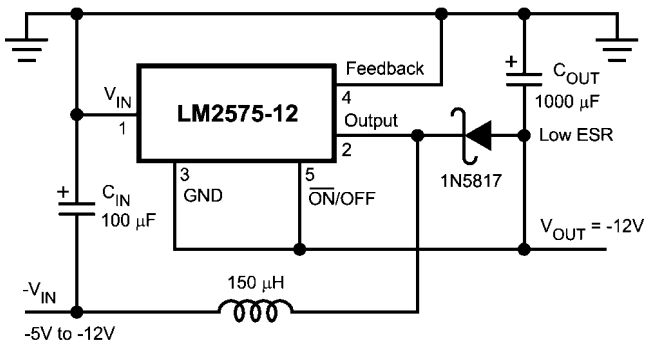 Feedback
+
C_OUT
1000 µF
V_IN
LM2575-12
4
1
Output
Low ESR
2
+
3
5
1N5817
C_IN
GND
ON/OFF
100 µF
V_OUT = -12V
150 µH
-V_IN
-5V to -12V